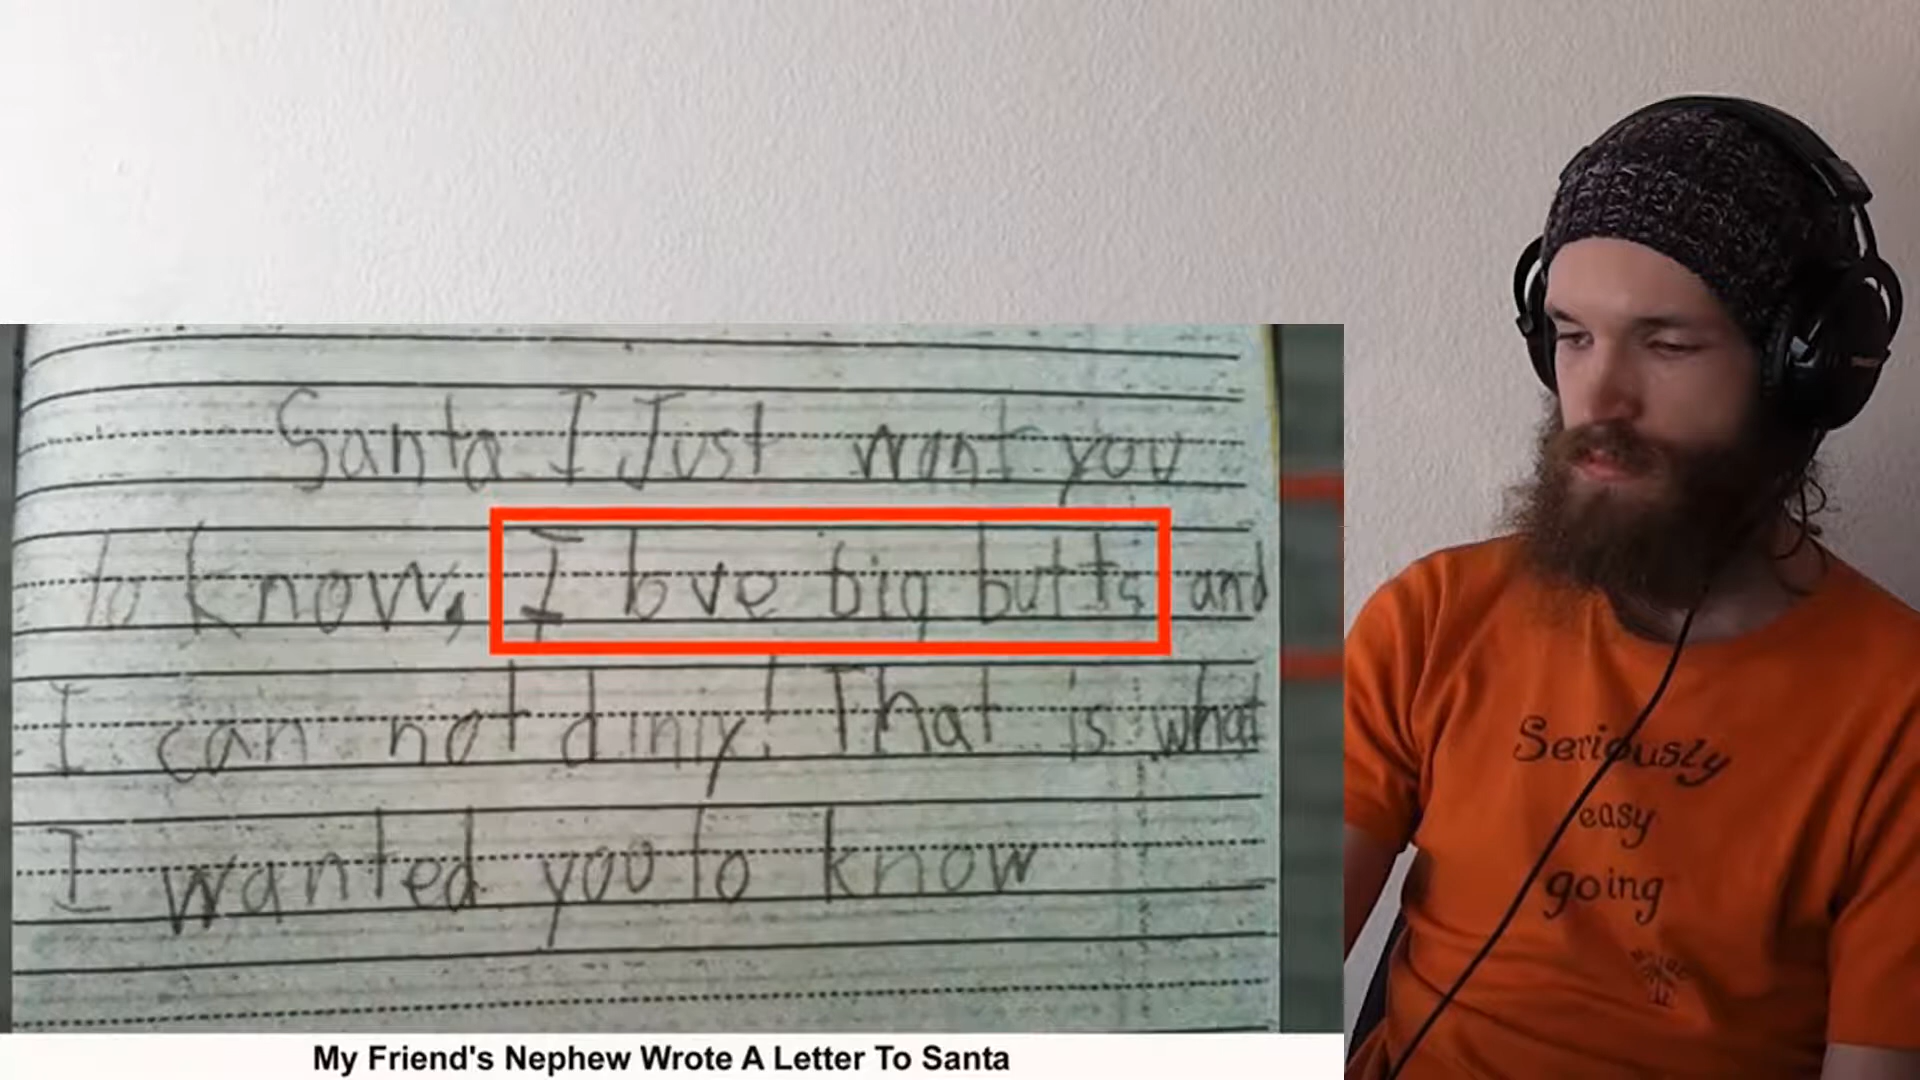 Santa I Just want you
to know, I love big butts and
I can not diniy! That is what
I wanted you to know
My Friend's Nephew Wrote A Letter To Santa
Seriously
easy
going